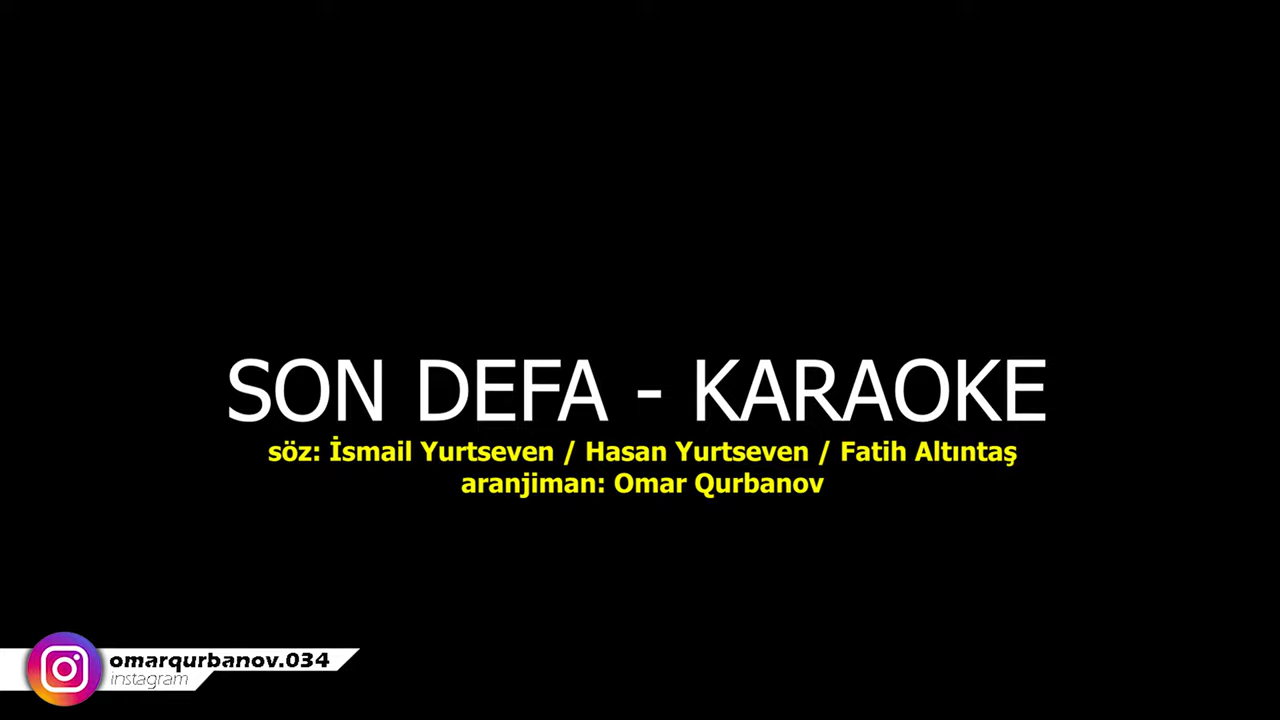 SON DEFA - KARAOKE
söz: İsmail Yurtseven / Hasan Yurtseven / Fatih Altıntaş
aranjiman: Omar Qurbanov
omarqurbanov.034
instagram